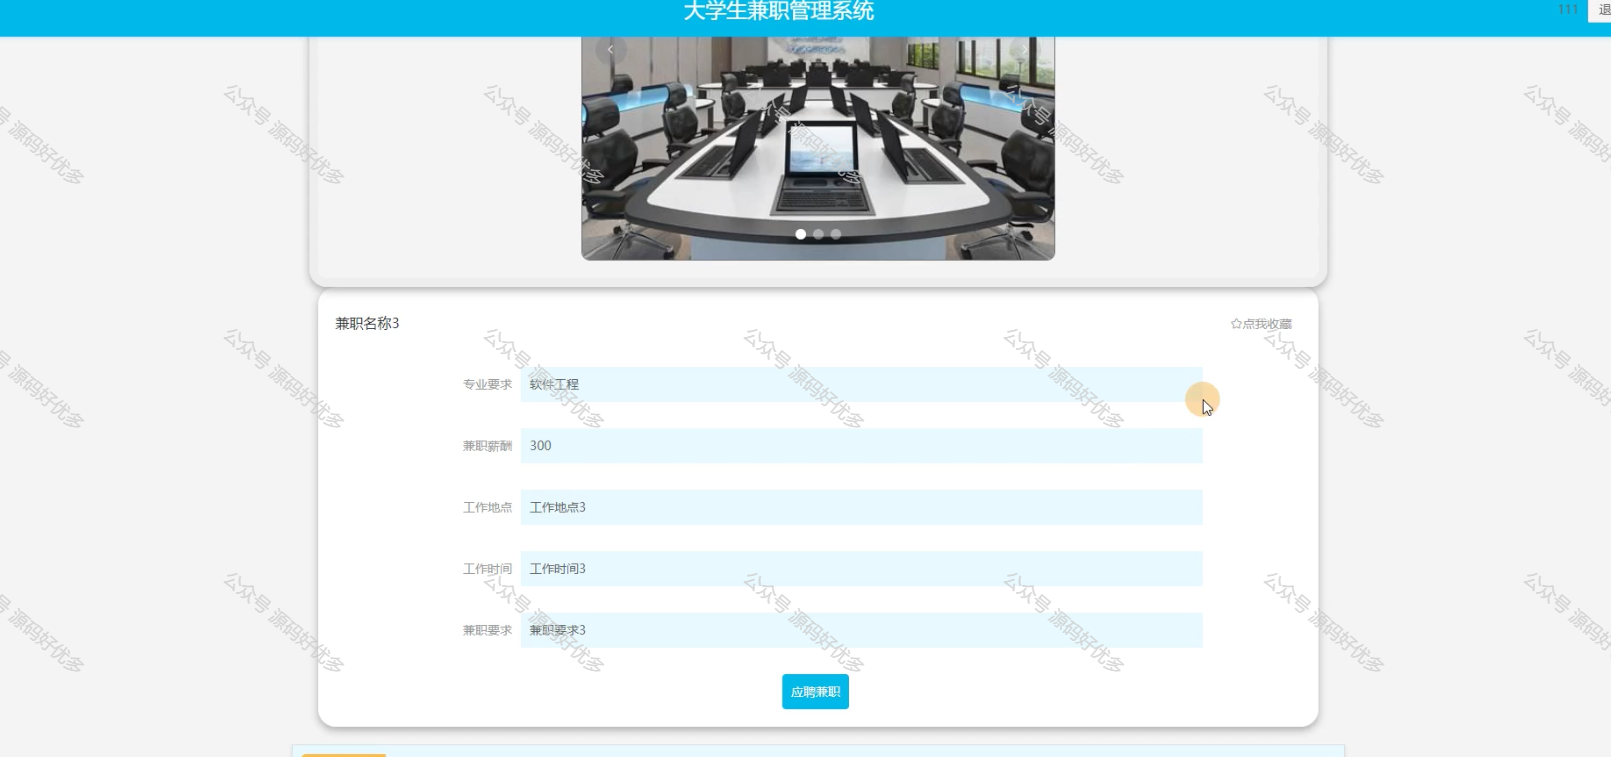 大学生兼职管理系统
111
退
兼职名称3
☆点我收藏
专业要求 软件工程
兼职薪酬 300
工作地点 工作地点3
工作时间 工作时间3
兼职要求 兼职要求3
应聘兼职
公众号 源码好优多